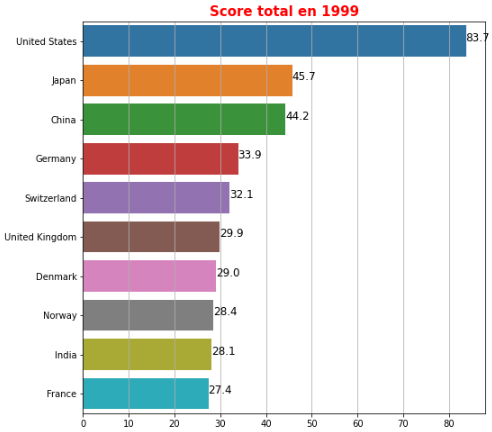 Score total en 1999
United States 83.7
Japan 45.7
China 44.2
Germany 33.9
Switzerland 32.1
United Kingdom 29.9
Denmark 29.0
Norway 28.4
India 28.1
France 27.4
0 10 20 30 40 50 60 70 80